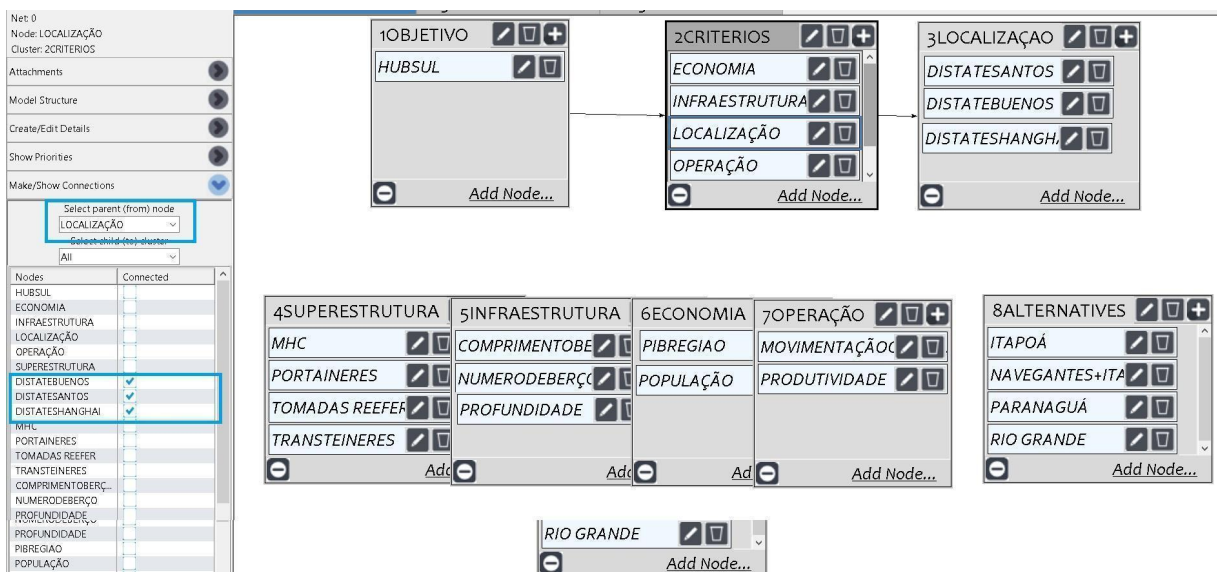 Net: 0
Node: LOCALIZAÇÃO
Cluster: 2CRITERIOS
Attachments
Model Structure
Create/Edit Details
Show Priorities
Make/Show Connections
Select parent (from) node
LOCALIZAÇÃO
Select child (to) cluster
All
Nodes Connected
HUBSUL
ECONOMIA
INFRAESTRUTURA
LOCALIZAÇÃO
OPERAÇÃO
SUPERESTRUTURA
DISTATEBUENOS
DISTATESANTOS
DISTATESHANGHAI
MHC
PORTAINERES
TOMADAS REEFER
TRANSTEINERES
COMPRIMENTOBERÇ...
NUMERODEBERÇO
PROFUNDIDADE
NUMERODEBERÇO
PROFUNDIDADE
PIBREGIAO
POPULAÇÃO
1OBJETIVO
HUBSUL
Add Node...
2CRITERIOS
ECONOMIA
INFRAESTRUTURA
LOCALIZAÇÃO
OPERAÇÃO
Add Node...
3LOCALIZAÇAO
DISTATESANTOS
DISTATEBUENOS
DISTATESHANGH
Add Node...
4SUPERESTRUTURA
MHC
PORTAINERES
TOMADAS REEFER
TRANSTEINERES
Add
5INFRAESTRUTURA
COMPRIMENTOBE
NUMERODEBERÇ
PROFUNDIDADE
Add
6ECONOMIA
PIBREGIAO
POPULAÇÃO
Ad
7OPERAÇÃO
MOVIMENTAÇÃO
PRODUTIVIDADE
Add Node...
8ALTERNATIVES
ITAPOÁ
NAVEGANTES+ITA
PARANAGUÁ
RIO GRANDE
Add Node...
RIO GRANDE
Add Node...